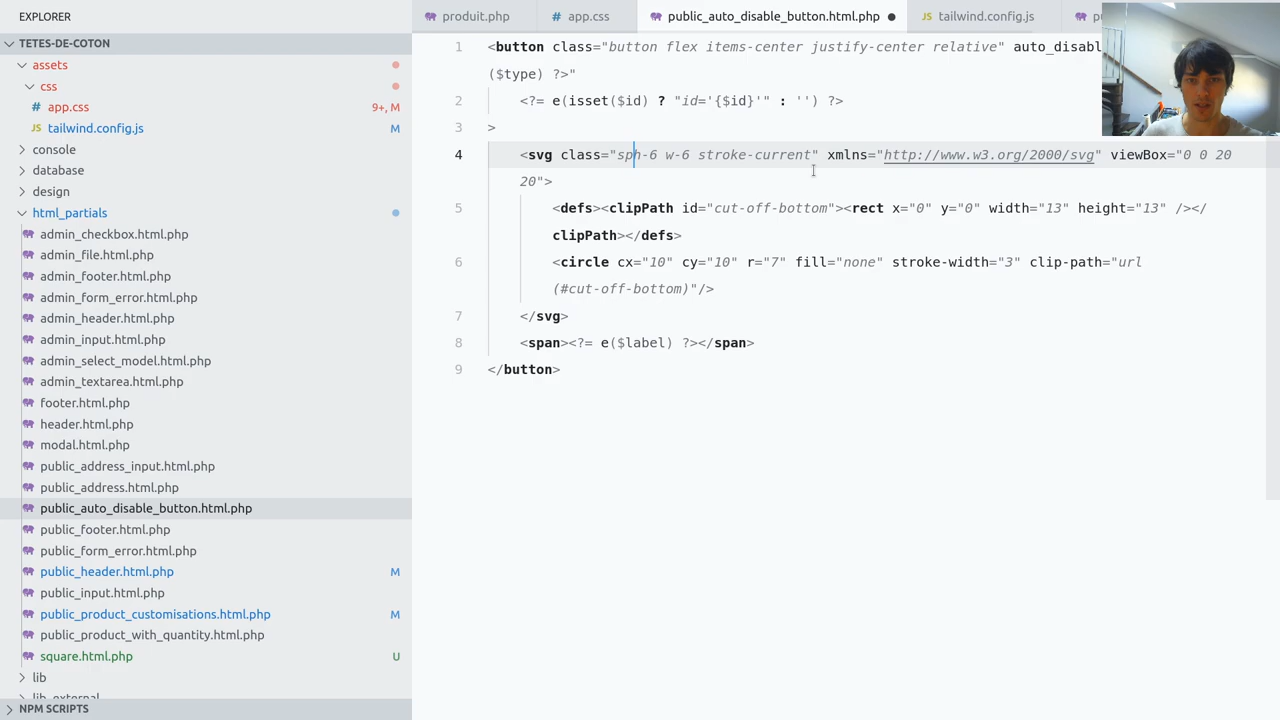 EXPLORER
TETES-DE-COTON
assets
css
app.css 9+, M
JS tailwind.config.js M
console
database
design
html_partials
admin_checkbox.html.php
admin_file.html.php
admin_footer.html.php
admin_form_error.html.php
admin_header.html.php
admin_input.html.php
admin_select_model.html.php
admin_textarea.html.php
footer.html.php
header.html.php
modal.html.php
public_address_input.html.php
public_address.html.php
public_auto_disable_button.html.php
public_footer.html.php
public_form_error.html.php
public_header.html.php M
public_input.html.php
public_product_customisations.html.php M
public_product_with_quantity.html.php
square.html.php U
lib
lib_external
NPM SCRIPTS
produit.php app.css public_auto_disable_button.html.php JS tailwind.config.js
1 <button class="button flex items-center justify-center relative" auto_disabl
($type) ?>"
2 <?= e(isset($id) ? "id='{$id}'" : '') ?>
3 >
4 <svg class="sph-6 w-6 stroke-current" xmlns="http://www.w3.org/2000/svg" viewBox="0 0 20
20">
5 <defs><clipPath id="cut-off-bottom"><rect x="0" y="0" width="13" height="13" /></
clipPath></defs>
6 <circle cx="10" cy="10" r="7" fill="none" stroke-width="3" clip-path="url
(#cut-off-bottom)"/>
7 </svg>
8 <span><?= e($label) ?></span>
9 </button>